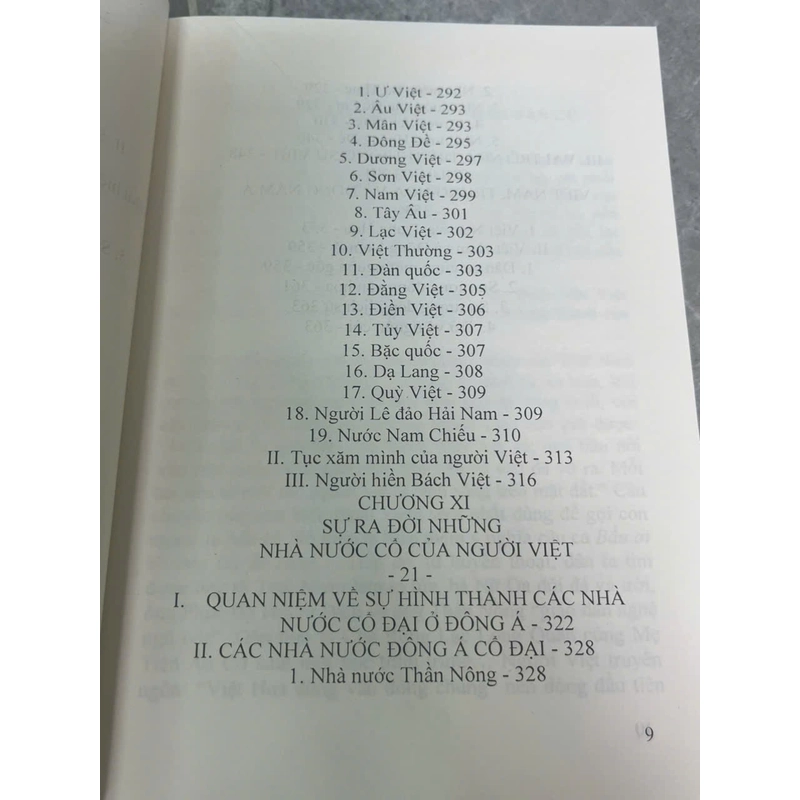 1. Ư Việt - 292
2. Âu Việt - 293
3. Mân Việt - 293
4. Đông Dề - 295
5. Dương Việt - 297
6. Sơn Việt - 298
7. Nam Việt - 299
8. Tây Âu - 301
9. Lạc Việt - 302
10. Việt Thường - 303
11. Đàn quốc - 303
12. Đằng Việt - 305
13. Điền Việt - 306
14. Tủy Việt - 307
15. Bặc quốc - 307
16. Dạ Lang - 308
17. Quỳ Việt - 309
18. Người Lê đảo Hải Nam - 309
19. Nước Nam Chiếu - 310
II. Tục xăm mình của người Việt - 313
III. Người hiền Bách Việt - 316
CHƯƠNG XI
SỰ RA ĐỜI NHỮNG
NHÀ NƯỚC CỔ CỦA NGƯỜI VIỆT
- 21 -
I. QUAN NIỆM VỀ SỰ HÌNH THÀNH CÁC NHÀ
NƯỚC CỔ ĐẠI Ở ĐÔNG Á - 322
II. CÁC NHÀ NƯỚC ĐÔNG Á CỔ ĐẠI - 328
1. Nhà nước Thần Nông - 328
9